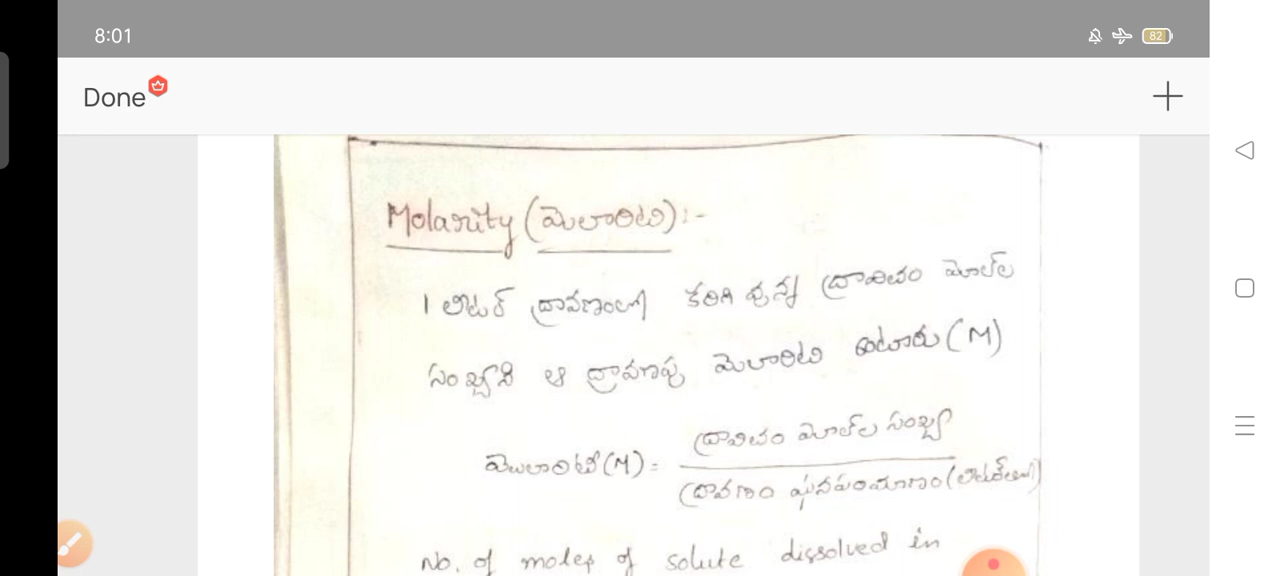 8:01
82
Done
Molarity (మొలారిటి) :-
1 లీటర్ ద్రావణంలో కరిగి వున్న ద్రావితం మోల్ల
సంఖ్యని ఆ ద్రావణపు మొలారిటి అంటారు (M)
మొలారిటీ (M) = ద్రావితం మోల్ల సంఖ్య
ద్రావణం ఘనపరిమాణం (లీటర్లలో)
No. of moles of solute dissolved in